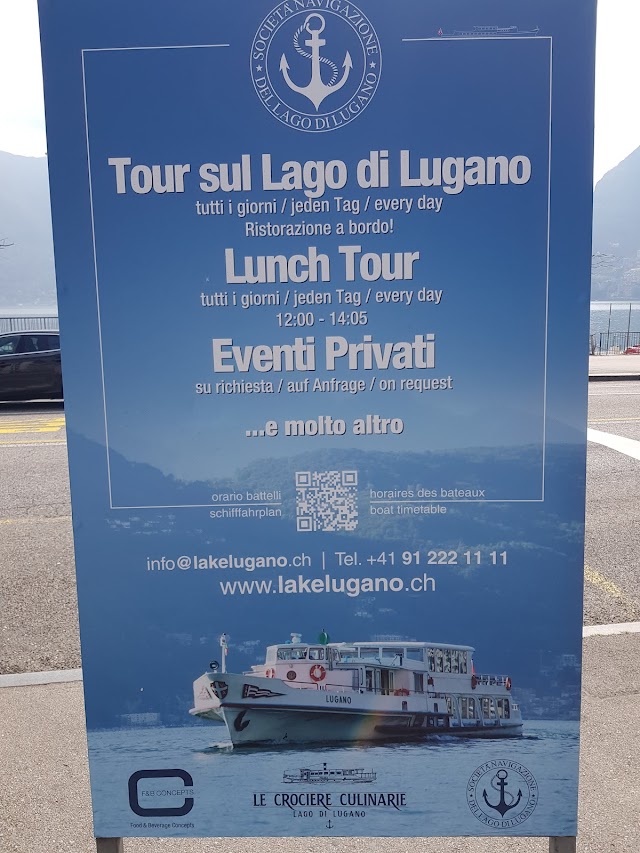 SOCIETÀ NAVIGAZIONE
DEL LAGO DI LUGANO
Tour sul Lago di Lugano
tutti i giorni / jeden Tag / every day
Ristorazione a bordo!
Lunch Tour
tutti i giorni / jeden Tag / every day
12:00 - 14:05
Eventi Privati
su richiesta / auf Anfrage / on request
...e molto altro
orario battelli
schifffahrplan
horaires des bateaux
boat timetable
info@lakelugano.ch | Tel. +41 91 222 11 11
www.lakelugano.ch
LUGANO
F&B CONCEPTS
Food & Beverage Concepts
LE CROCIERE CULINARIE
LAGO DI LUGANO
SOCIETÀ NAVIGAZIONE
DEL LAGO DI LUGANO